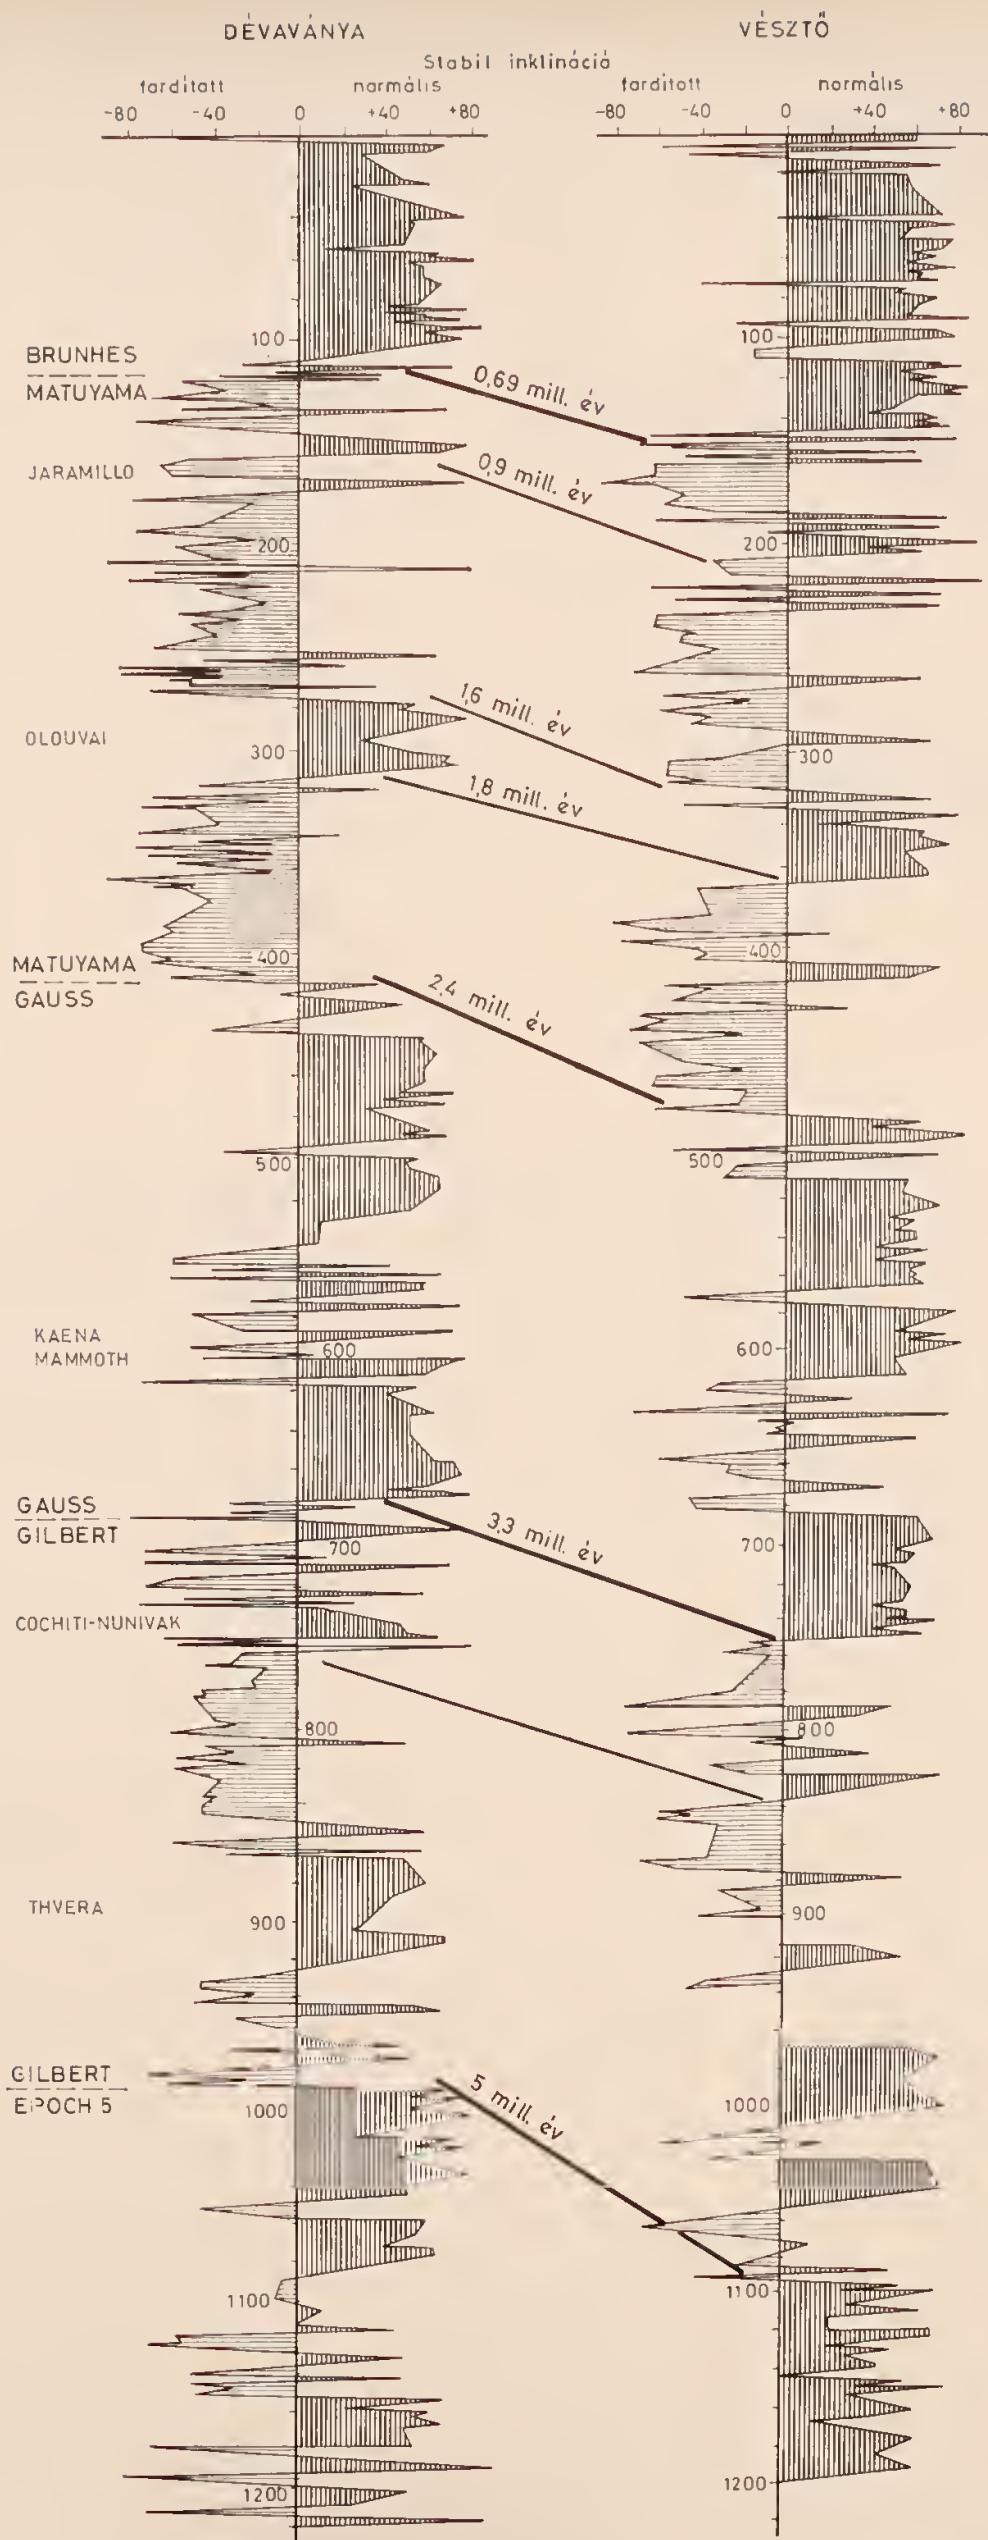 DÉVAVÁNYA VÉSZTŐ
Stabil inklináció
fordított normális fordított normális
-80 -40 0 +40 +80 -80 -40 0 +40 +80
100 100
BRUNHES
MATUYAMA
0,69 mill. év
JARAMILLO
0,9 mill. év
200 200
1,6 mill. év
OLOUVAI
300 300
1,8 mill. év
400 400
MATUYAMA
GAUSS
2,4 mill. év
500 500
KAENA
MAMMOTH
600 600
GAUSS
GILBERT
3,3 mill. év
700 700
COCHITI-NUNIVAK
800 800
THVERA
900 900
GILBERT
EPOCH 5
5 mill. év
1000 1000
1100 1100
1200 1200